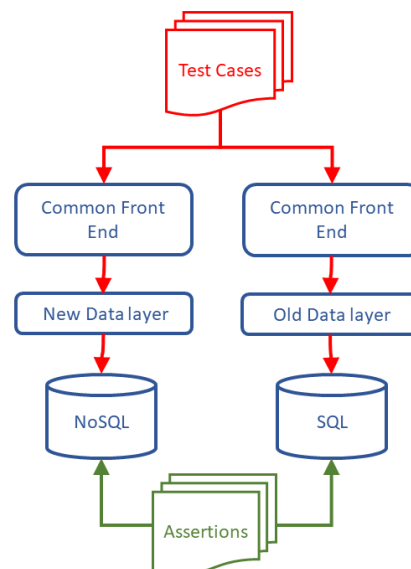 Test Cases
Common Front
End
Common Front
End
New Data layer
Old Data layer
NoSQL
SQL
Assertions